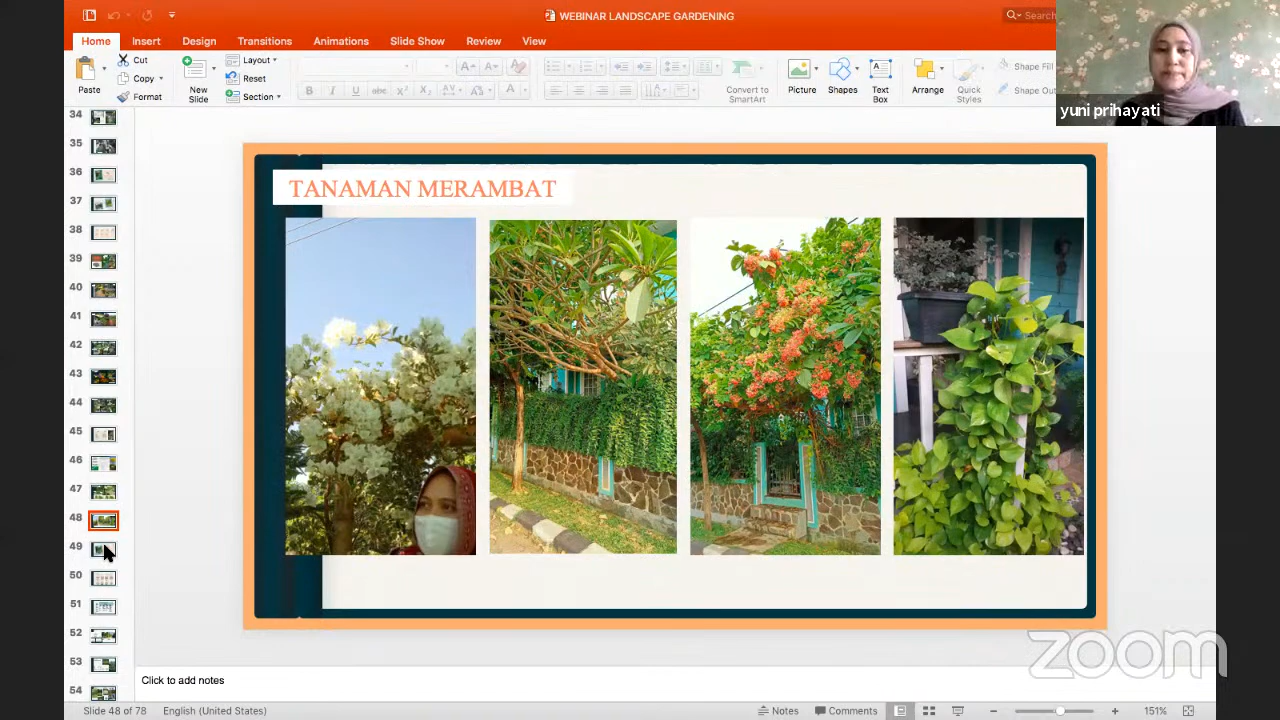 WEBINAR LANDSCAPE GARDENING
Search
Home Insert Design Transitions Animations Slide Show Review View
Paste
Cut
Copy
Format
New Slide
Layout
Reset
Section
Convert to SmartArt
Picture
Shapes
Text Box
Arrange
Quick Styles
Shape Fill
Shape Out
yuni prihayati
34
35
36
37
38
39
40
41
42
43
44
45
46
47
48
49
50
51
52
53
54
TANAMAN MERAMBAT
zoom
Click to add notes
Slide 48 of 78 English (United States) Notes Comments 151%